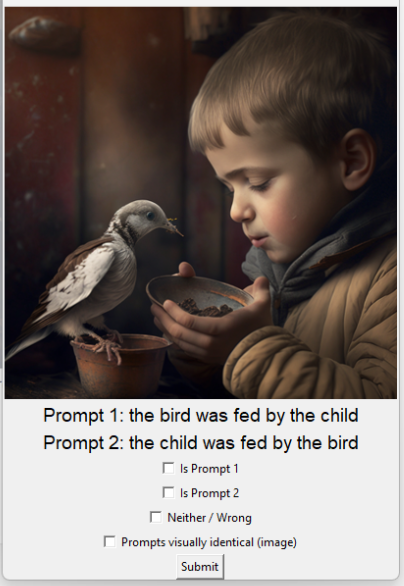 Prompt 1: the bird was fed by the child
Prompt 2: the child was fed by the bird
Is Prompt 1
Is Prompt 2
Neither / Wrong
Prompts visually identical (image)
Submit